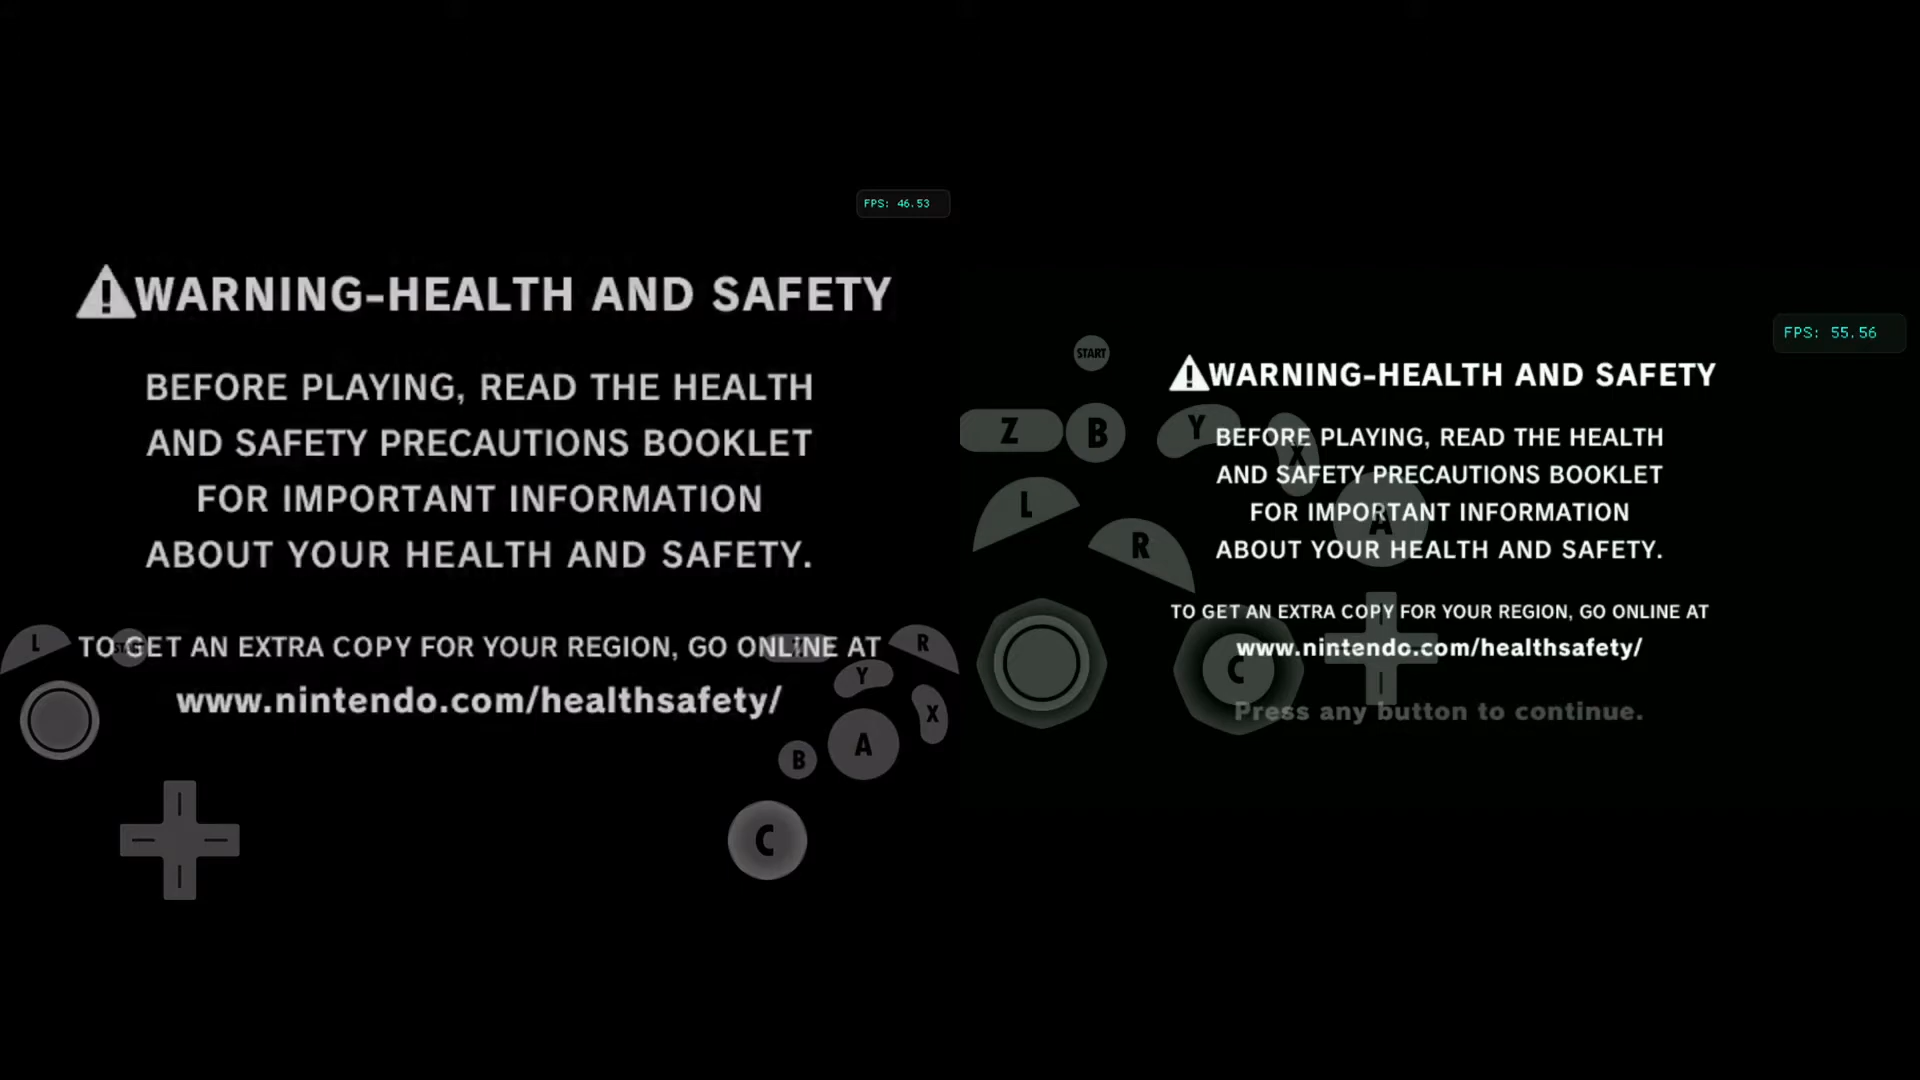 FPS: 46.53
WARNING-HEALTH AND SAFETY
BEFORE PLAYING, READ THE HEALTH
AND SAFETY PRECAUTIONS BOOKLET
FOR IMPORTANT INFORMATION
ABOUT YOUR HEALTH AND SAFETY.
L
R
TO GET AN EXTRA COPY FOR YOUR REGION, GO ONLINE AT
Y
www.nintendo.com/healthsafety/
X
A
B
C
FPS: 55.56
START
WARNING-HEALTH AND SAFETY
Z
B
Y
X
BEFORE PLAYING, READ THE HEALTH
AND SAFETY PRECAUTIONS BOOKLET
L
FOR IMPORTANT INFORMATION
A
R
ABOUT YOUR HEALTH AND SAFETY.
TO GET AN EXTRA COPY FOR YOUR REGION, GO ONLINE AT
www.nintendo.com/healthsafety/
C
Press any button to continue.